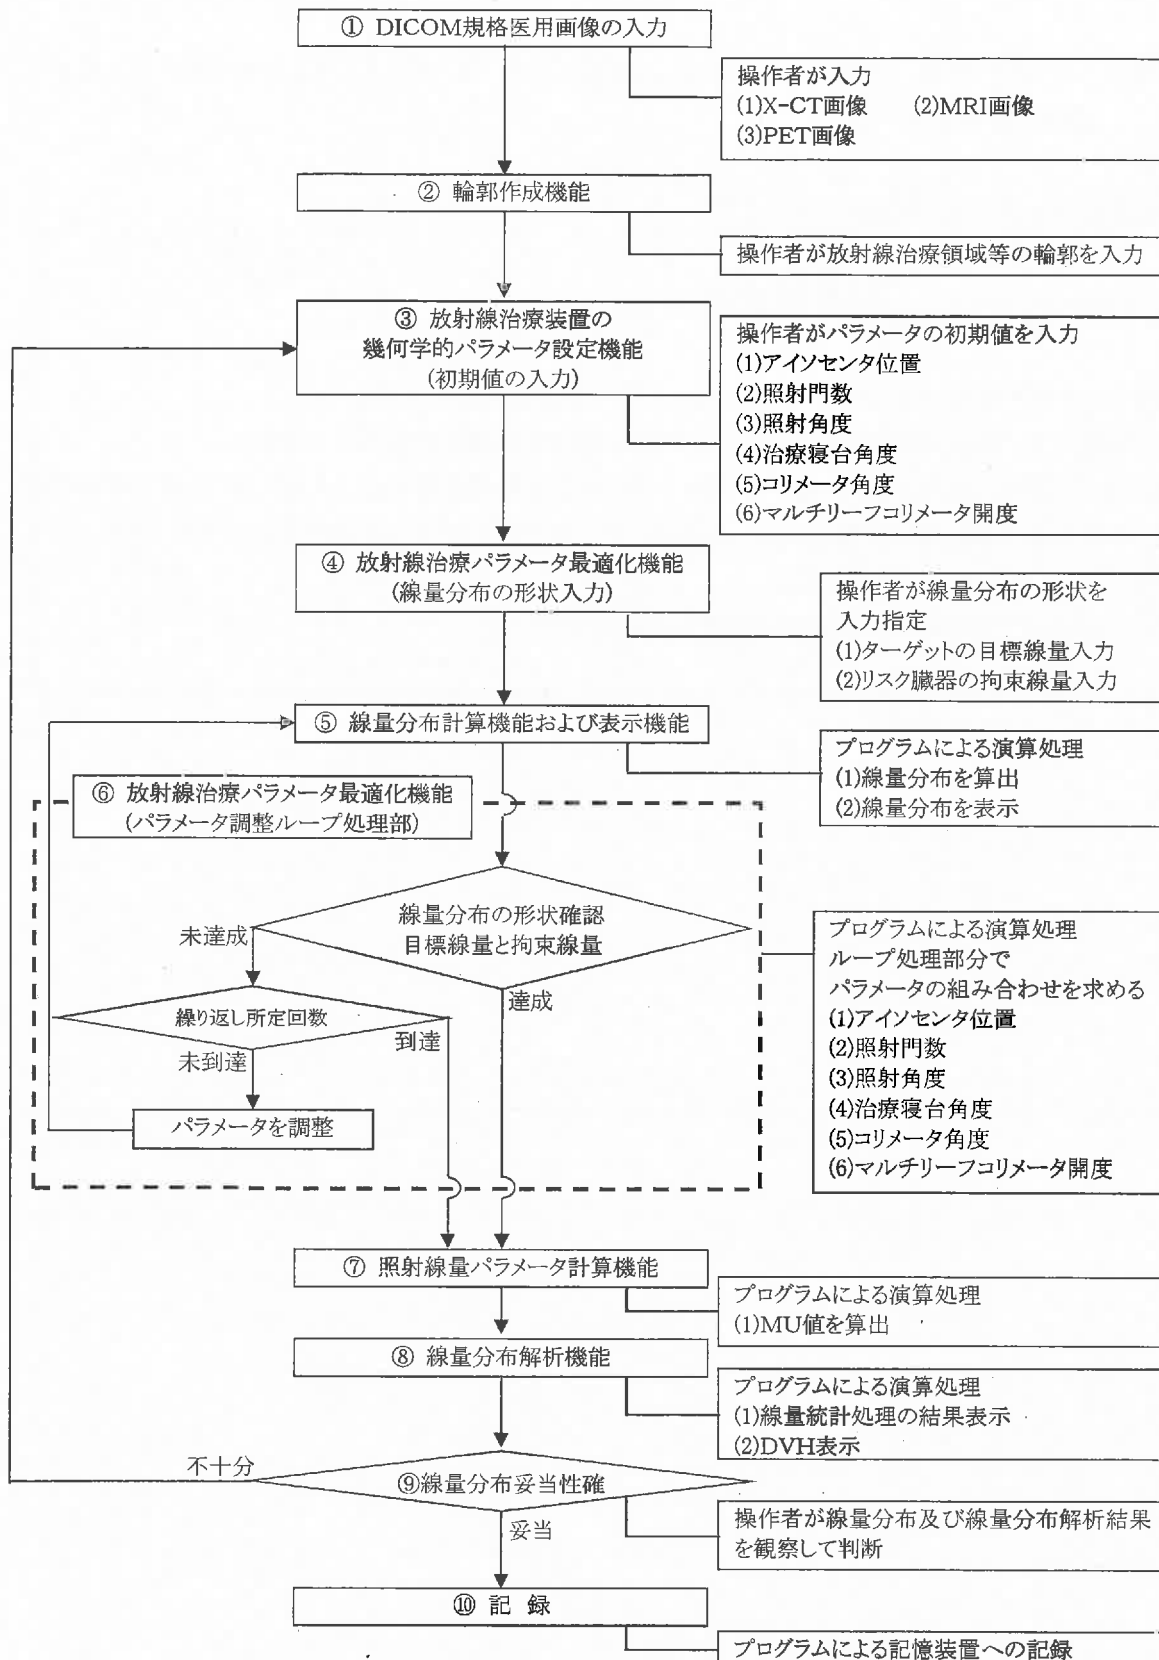 ① DICOM規格医用画像の入力
操作者が入力
(1)X-CT画像 (2)MRI画像
(3)PET画像
② 輪郭作成機能
操作者が放射線治療領域等の輪郭を入力
③ 放射線治療装置の
幾何学的パラメータ設定機能
(初期値の入力)
操作者がパラメータの初期値を入力
(1)アイソセンタ位置
(2)照射門数
(3)照射角度
(4)治療寝台角度
(5)コリメータ角度
(6)マルチリーフコリメータ開度
④ 放射線治療パラメータ最適化機能
(線量分布の形状入力)
操作者が線量分布の形状を
入力指定
(1)ターゲットの目標線量入力
(2)リスク臓器の拘束線量入力
⑤ 線量分布計算機能および表示機能
プログラムによる演算処理
(1)線量分布を算出
(2)線量分布を表示
⑥ 放射線治療パラメータ最適化機能
(パラメータ調整ループ処理部)
線量分布の形状確認
目標線量と拘束線量
未達成
達成
繰り返し所定回数
到達
未到達
パラメータを調整
プログラムによる演算処理
ループ処理部分で
パラメータの組み合わせを求める
(1)アイソセンタ位置
(2)照射門数
(3)照射角度
(4)治療寝台角度
(5)コリメータ角度
(6)マルチリーフコリメータ開度
⑦ 照射線量パラメータ計算機能
プログラムによる演算処理
(1)MU値を算出
⑧ 線量分布解析機能
プログラムによる演算処理
(1)線量統計処理の結果表示
(2)DVH表示
不十分
⑨線量分布妥当性確
妥当
操作者が線量分布及び線量分布解析結果
を観察して判断
⑩ 記 録
プログラムによる記憶装置への記録